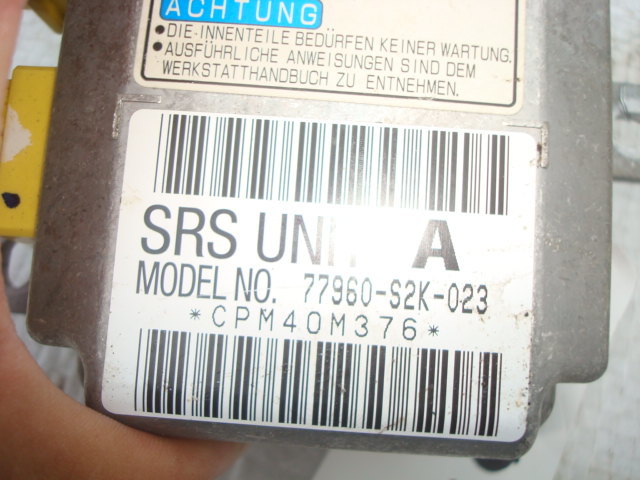 ACHTUNG
•DIE INNENTEILE BEDÜRFEN KEINER WARTUNG.
•AUSFÜHRLICHE ANWEISUNGEN SIND DEM
WERKSTATTHANDBUCH ZU ENTNEHMEN.
SRS UNIT A
MODEL NO. 77960-S2K-023
*CPM40M376*